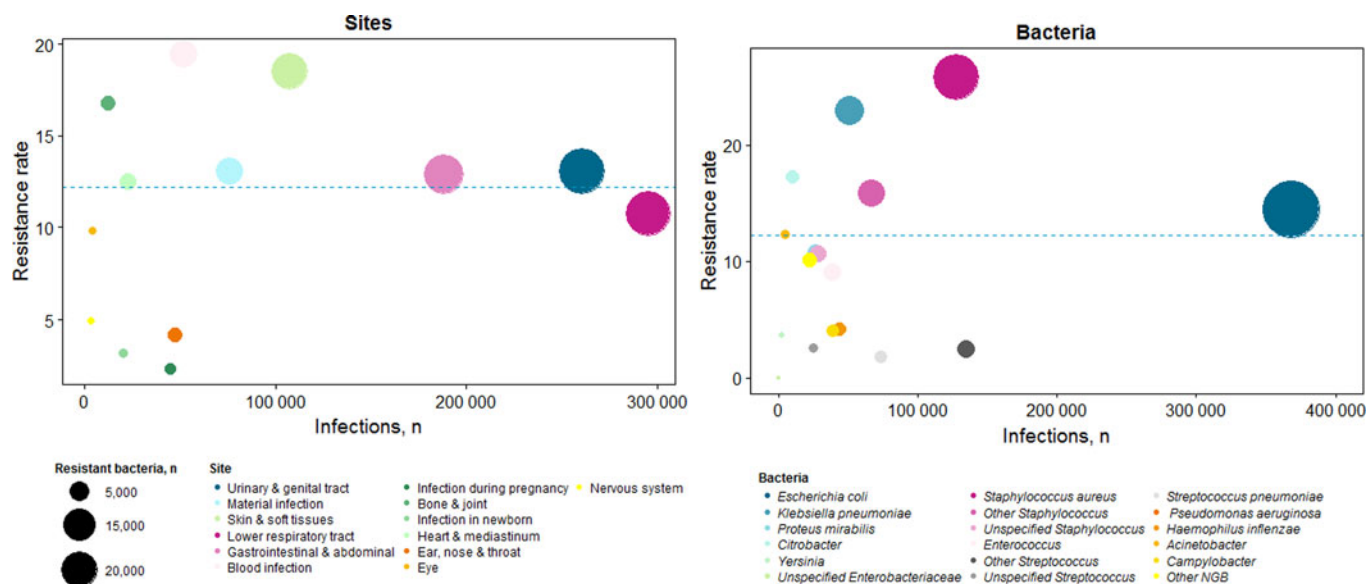 Sites
20
15
10
5
Resistance rate
0
100 000
200 000
300 000
Infections, n
Resistant bacteria, n
5,000
15,000
20,000
Site
Urinary & genital tract
Material infection
Skin & soft tissues
Lower respiratory tract
Gastrointestinal & abdominal
Blood infection
Infection during pregnancy
Bone & joint
Infection in newborn
Heart & mediastinum
Ear, nose & throat
Eye
Nervous system
Bacteria
20
10
0
Resistance rate
0
100 000
200 000
300 000
400 000
Infections, n
Bacteria
Escherichia coli
Klebsiella pneumoniae
Proteus mirabilis
Citrobacter
Yersinia
Unspecified Enterobacteriaceae
Staphylococcus aureus
Other Staphylococcus
Unspecified Staphylococcus
Enterococcus
Other Streptococcus
Unspecified Streptococcus
Streptococcus pneumoniae
Pseudomonas aeruginosa
Haemophilus inflenzae
Acinetobacter
Campylobacter
Other NGB